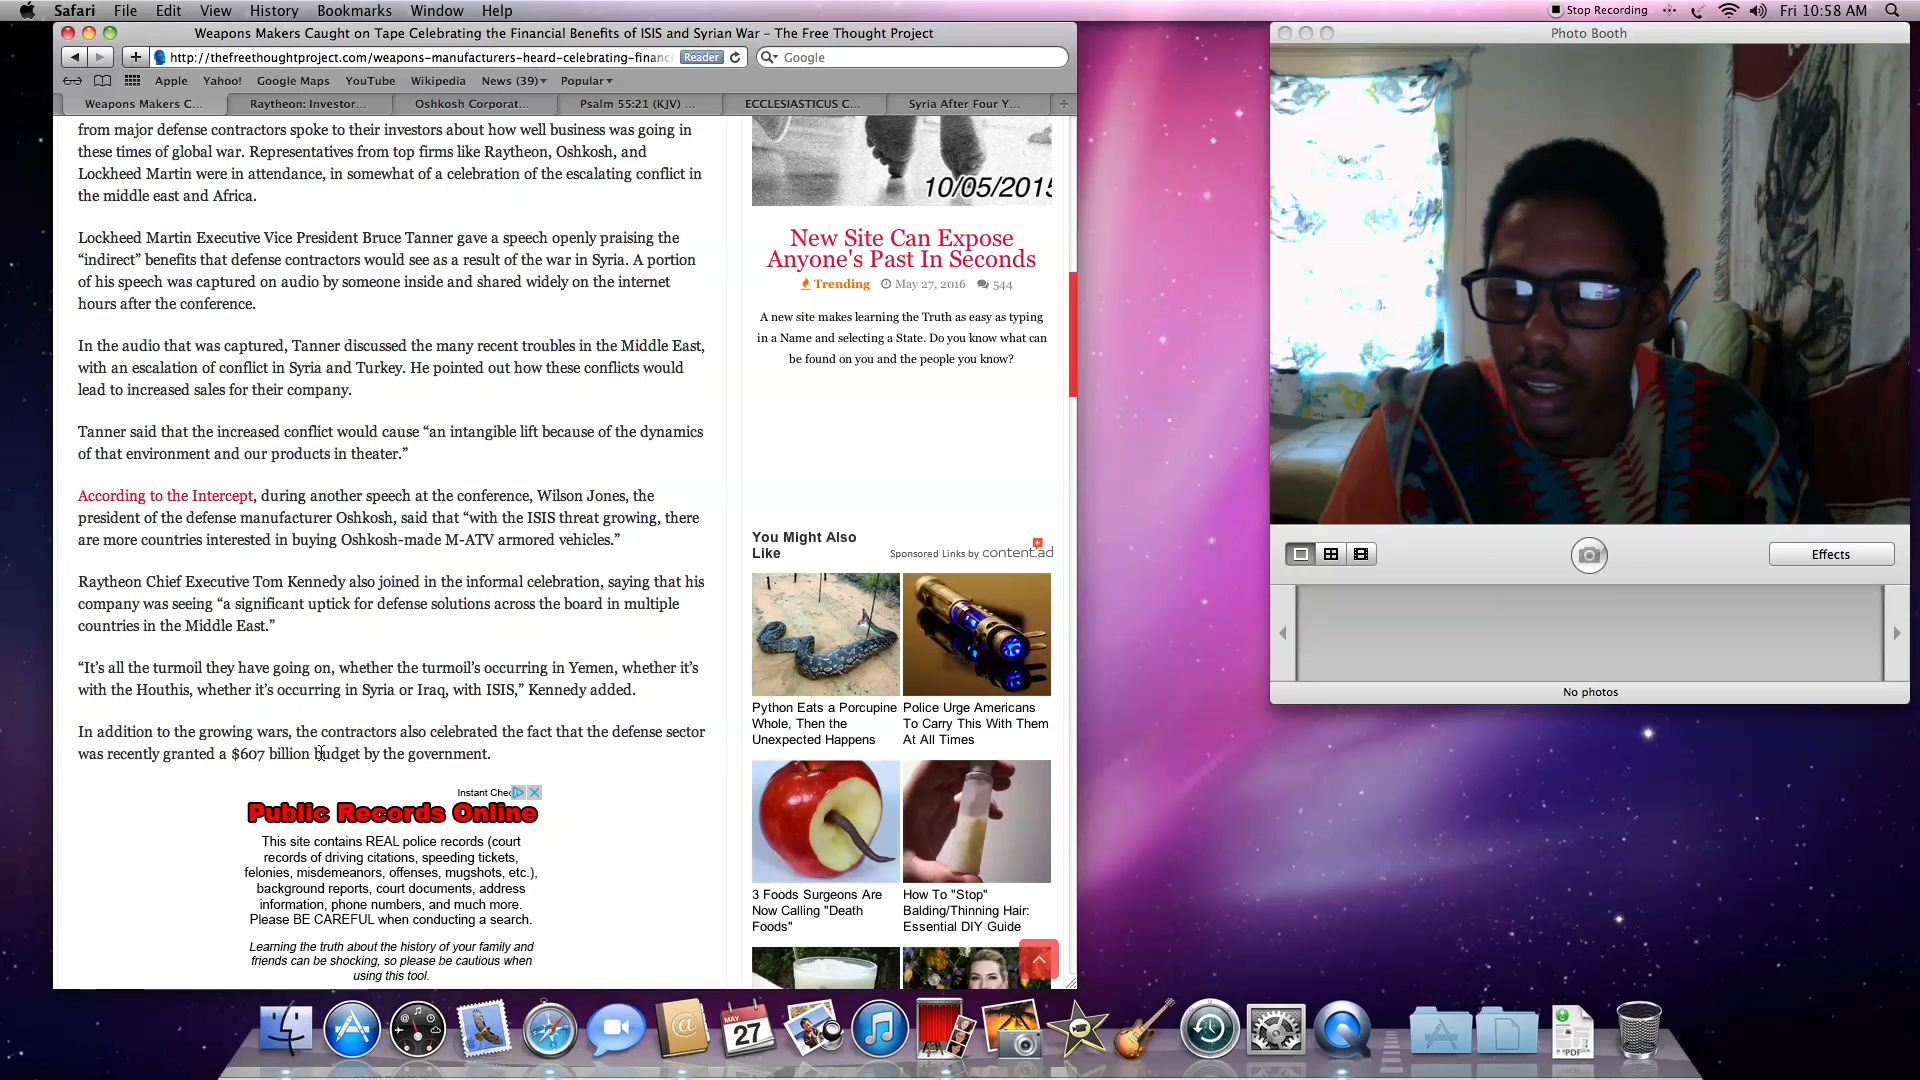 Safari File Edit View History Bookmarks Window Help
Stop Recording
Fri 10:58 AM
Weapons Makers Caught on Tape Celebrating the Financial Benefits of ISIS and Syrian War – The Free Thought Project
http://thefreethoughtproject.com/weapons-manufacturers-heard-celebrating-financ
Reader
Google
Apple Yahoo! Google Maps YouTube Wikipedia News (39) Popular
Weapons Makers C... Raytheon: Investor... Oshkosh Corporat... Psalm 55:21 (KJV) ... ECCLESIASTICUS C... Syria After Four Y...
from major defense contractors spoke to their investors about how well business was going in
these times of global war. Representatives from top firms like Raytheon, Oshkosh, and
Lockheed Martin were in attendance, in somewhat of a celebration of the escalating conflict in
the middle east and Africa.
Lockheed Martin Executive Vice President Bruce Tanner gave a speech openly praising the
“indirect” benefits that defense contractors would see as a result of the war in Syria. A portion
of his speech was captured on audio by someone inside and shared widely on the internet
hours after the conference.
In the audio that was captured, Tanner discussed the many recent troubles in the Middle East,
with an escalation of conflict in Syria and Turkey. He pointed out how these conflicts would
lead to increased sales for their company.
Tanner said that the increased conflict would cause “an intangible lift because of the dynamics
of that environment and our products in theater.”
According to the Intercept, during another speech at the conference, Wilson Jones, the
president of the defense manufacturer Oshkosh, said that “with the ISIS threat growing, there
are more countries interested in buying Oshkosh-made M-ATV armored vehicles.”
Raytheon Chief Executive Tom Kennedy also joined in the informal celebration, saying that his
company was seeing “a significant uptick for defense solutions across the board in multiple
countries in the Middle East.”
“It’s all the turmoil they have going on, whether the turmoil’s occurring in Yemen, whether it’s
with the Houthis, whether it’s occurring in Syria or Iraq, with ISIS,” Kennedy added.
In addition to the growing wars, the contractors also celebrated the fact that the defense sector
was recently granted a $607 billion budget by the government.
Instant Chec
Public Records Online
This site contains REAL police records (court
records of driving citations, speeding tickets,
felonies, misdemeanors, offenses, mugshots, etc.),
background reports, court documents, address
information, phone numbers, and much more.
Please BE CAREFUL when conducting a search.
Learning the truth about the history of your family and
friends can be shocking, so please be cautious when
using this tool.
10/05/2015
New Site Can Expose
Anyone's Past In Seconds
Trending May 27, 2016 544
A new site makes learning the Truth as easy as typing
in a Name and selecting a State. Do you know what can
be found on you and the people you know?
You Might Also
Like
Sponsored Links by content.ad
Python Eats a Porcupine
Whole, Then the
Unexpected Happens
Police Urge Americans
To Carry This With Them
At All Times
3 Foods Surgeons Are
Now Calling "Death
Foods"
How To "Stop"
Balding/Thinning Hair:
Essential DIY Guide
Photo Booth
Effects
No photos
MAY
27
PDF